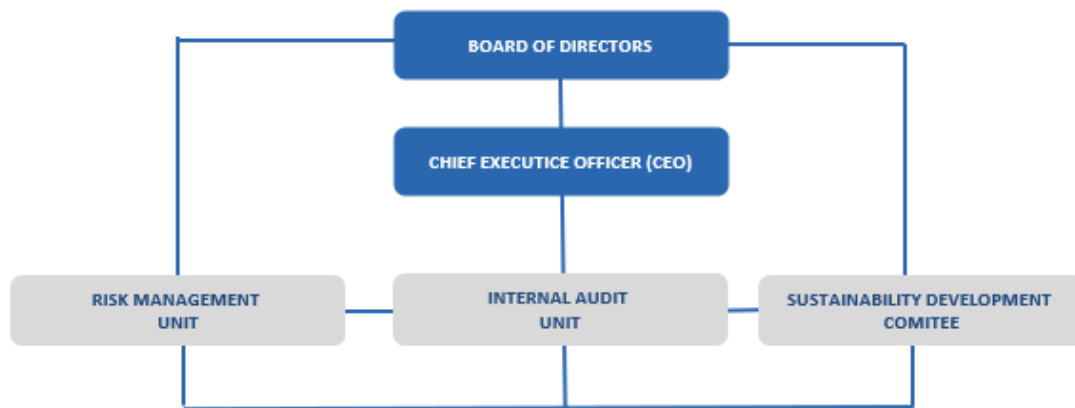 BOARD OF DIRECTORS
CHIEF EXECUTICE OFFICER (CEO)
RISK MANAGEMENT
UNIT
INTERNAL AUDIT
UNIT
SUSTAINABILITY DEVELOPMENT
COMITEE